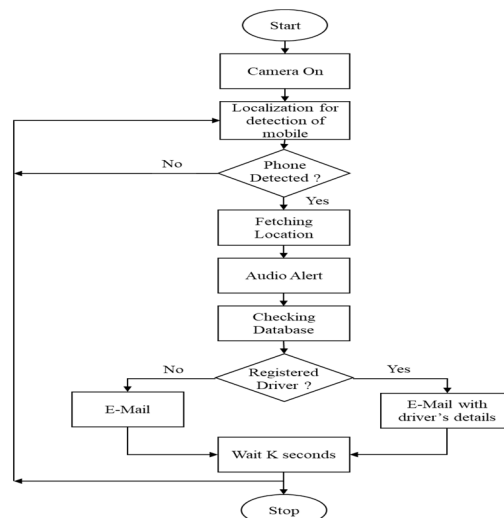 Start
Camera On
Localization for
detection of
mobile
No
Phone
Detected ?
Yes
Fetching
Location
Audio Alert
Checking
Database
No
Registered
Driver ?
Yes
E-Mail
E-Mail with
driver's details
Wait K seconds
Stop